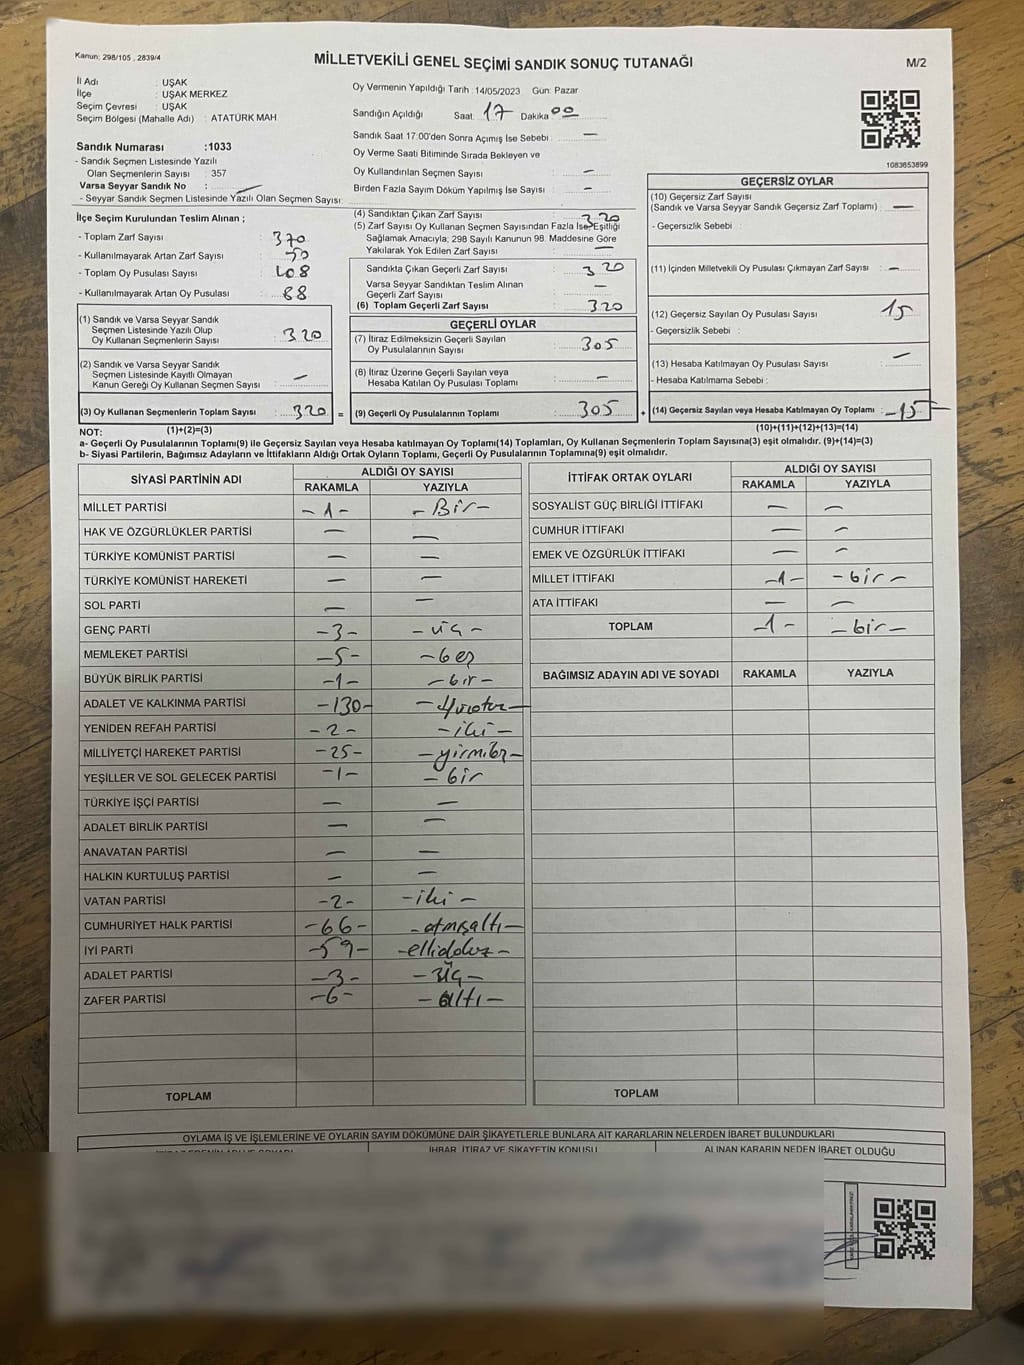 Kanun; 298/105 , 2839/4
MİLLETVEKİLİ GENEL SEÇİMİ SANDIK SONUÇ TUTANAĞI
M/2
İl Adı : UŞAK
İlçe : UŞAK MERKEZ
Seçim Çevresi : UŞAK
Seçim Bölgesi (Mahalle Adı) : ATATÜRK MAH
Oy Vermenin Yapıldığı Tarih : 14/05/2023 Gün: Pazar
Sandığın Açıldığı Saat 17 Dakika 00
Sandık Saat 17:00'den Sonra Açımış İse Sebebi : —
Oy Verme Saati Bitiminde Sırada Bekleyen ve
Oy Kullandırılan Seçmen Sayısı : —
Birden Fazla Sayım Döküm Yapılmış İse Sayısı : —
1083653899
Sandık Numarası :1033
- Sandık Seçmen Listesinde Yazılı
Olan Seçmenlerin Sayısı : 357
Varsa Seyyar Sandık No : —
- Seyyar Sandık Seçmen Listesinde Yazılı Olan Seçmen Sayısı:
İlçe Seçim Kurulundan Teslim Alınan ;
- Toplam Zarf Sayısı : 370
- Kullanılmayarak Artan Zarf Sayısı : 50
- Toplam Oy Pusulası Sayısı : 408
- Kullanılmayarak Artan Oy Pusulası : 88
(1) Sandık ve Varsa Seyyar Sandık
Seçmen Listesinde Yazılı Olup
Oy Kullanan Seçmenlerin Sayısı : 320
(2) Sandık ve Varsa Seyyar Sandık
Seçmen Listesinde Kayıtlı Olmayan
Kanun Gereği Oy Kullanan Seçmen Sayısı : —
(3) Oy Kullanan Seçmenlerin Toplam Sayısı : 320 =
(4) Sandıktan Çıkan Zarf Sayısı : 320
(5) Zarf Sayısı Oy Kullanan Seçmen Sayısından Fazla İse Eşitliği
Sağlamak Amacıyla; 298 Sayılı Kanunun 98. Maddesine Göre
Yakılarak Yok Edilen Zarf Sayısı : —
Sandıkta Çıkan Geçerli Zarf Sayısı : 320
Varsa Seyyar Sandıktan Teslim Alınan
Geçerli Zarf Sayısı : —
(6) Toplam Geçerli Zarf Sayısı : 320
GEÇERLİ OYLAR
(7) İtiraz Edilmeksizin Geçerli Sayılan
Oy Pusulalarının Sayısı : 305
(8) İtiraz Üzerine Geçerli Sayılan veya
Hesaba Katılan Oy Pusulası Toplamı : —
(9) Geçerli Oy Pusulalarının Toplamı : 305 +
GEÇERSİZ OYLAR
(10) Geçersiz Zarf Sayısı
(Sandık ve Varsa Seyyar Sandık Geçersiz Zarf Toplamı) : —
- Geçersizlik Sebebi :
(11) İçinden Milletvekili Oy Pusulası Çıkmayan Zarf Sayısı : —
(12) Geçersiz Sayılan Oy Pusulası Sayısı : 15
- Geçersizlik Sebebi :
(13) Hesaba Katılmayan Oy Pusulası Sayısı : —
- Hesaba Katılmama Sebebi :
(14) Geçersiz Sayılan veya Hesaba Katılmayan Oy Toplamı : -15-
NOT: (1)+(2)=(3) (10)+(11)+(12)+(13)=(14)
a- Geçerli Oy Pusulalarının Toplamı(9) ile Geçersiz Sayılan veya Hesaba katılmayan Oy Toplamı(14) Toplamları, Oy Kullanan Seçmenlerin Toplam Sayısına(3) eşit olmalıdır. (9)+(14)=(3)
b- Siyasi Partilerin, Bağımsız Adayların ve İttifakların Aldığı Ortak Oyların Toplamı, Geçerli Oy Pusulalarının Toplamına(9) eşit olmalıdır.
SİYASİ PARTİNİN ADI ALDIĞI OY SAYISI
RAKAMLA YAZIYLA
MİLLET PARTİSİ -1- -Bir-
HAK VE ÖZGÜRLÜKLER PARTİSİ — —
TÜRKİYE KOMÜNİST PARTİSİ — —
TÜRKİYE KOMÜNİST HAREKETİ — —
SOL PARTİ — —
GENÇ PARTİ -3- -üç-
MEMLEKET PARTİSİ -5- -beş
BÜYÜK BİRLİK PARTİSİ -1- -bir-
ADALET VE KALKINMA PARTİSİ -130-
YENİDEN REFAH PARTİSİ -2- -iki-
MİLLİYETÇİ HAREKET PARTİSİ -25- -yirmibeş-
YEŞİLLER VE SOL GELECEK PARTİSİ -1- -bir
TÜRKİYE İŞÇİ PARTİSİ — —
ADALET BİRLİK PARTİSİ — —
ANAVATAN PARTİSİ — —
HALKIN KURTULUŞ PARTİSİ — —
VATAN PARTİSİ -2- -iki-
CUMHURİYET HALK PARTİSİ -66- -atmışaltı-
İYİ PARTİ -59- -ellidokuz-
ADALET PARTİSİ -3- -üç-
ZAFER PARTİSİ -6- -altı-
TOPLAM
İTTİFAK ORTAK OYLARI ALDIĞI OY SAYISI
RAKAMLA YAZIYLA
SOSYALİST GÜÇ BİRLİĞİ İTTİFAKI — —
CUMHUR İTTİFAKI — —
EMEK VE ÖZGÜRLÜK İTTİFAKI — —
MİLLET İTTİFAKI -1- -bir-
ATA İTTİFAKI — —
TOPLAM -1- -bir-
BAĞIMSIZ ADAYIN ADI VE SOYADI RAKAMLA YAZIYLA
TOPLAM
OYLAMA İŞ VE İŞLEMLERİNE VE OYLARIN SAYIM DÖKÜMÜNE DAİR ŞİKAYETLERLE BUNLARA AİT KARARLARIN NELERDEN İBARET BULUNDUKLARI
İHBAR, İTİRAZ VE ŞİKAYETİN KONUSU ALINAN KARARIN NEDEN İBARET OLDUĞU